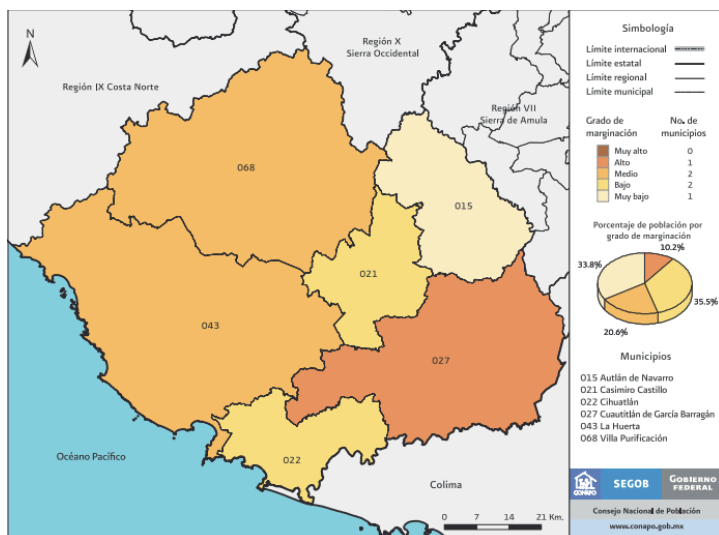 N
Región X
Sierra Occidental
Región IX Costa Norte
Región VII
Sierra de Amula
068
015
021
043
027
022
Océano Pacífico
Colima
0 7 14 21 Km.
Simbología
Límite internacional
Límite estatal
Límite regional
Límite municipal
Grado de No. de
marginación municipios
Muy alto 0
Alto 1
Medio 2
Bajo 2
Muy bajo 1
Porcentaje de población por
grado de marginación
10.2%
33.8%
35.5%
20.6%
Municipios
015 Autlán de Navarro
021 Casimiro Castillo
022 Cihuatlán
027 Cuautitlán de García Barragán
043 La Huerta
068 Villa Purificación
CONAPO
SEGOB
GOBIERNO
FEDERAL
Consejo Nacional de Población
www.conapo.gob.mx